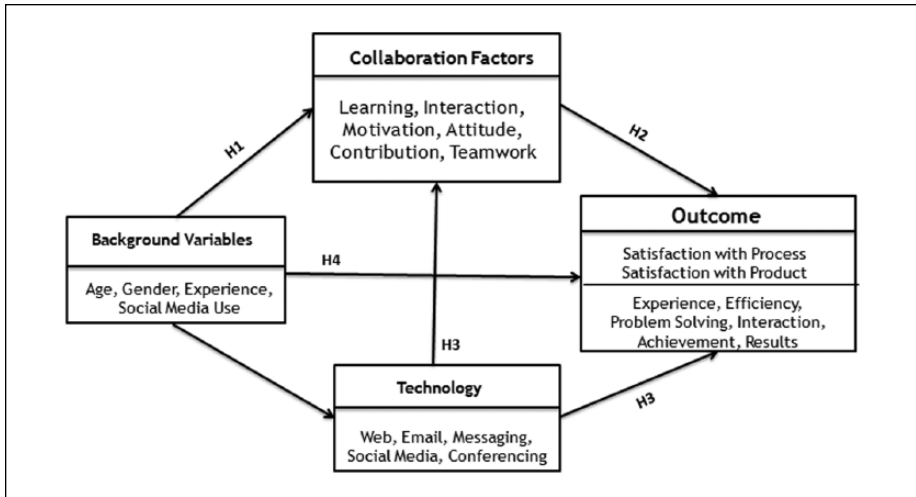 Collaboration Factors
Learning, Interaction,
Motivation, Attitude,
Contribution, Teamwork
H1
H2
Background Variables
Age, Gender, Experience,
Social Media Use
H4
Outcome
Satisfaction with Process
Satisfaction with Product
Experience, Efficiency,
Problem Solving, Interaction,
Achievement, Results
H3
Technology
Web, Email, Messaging,
Social Media, Conferencing
H3